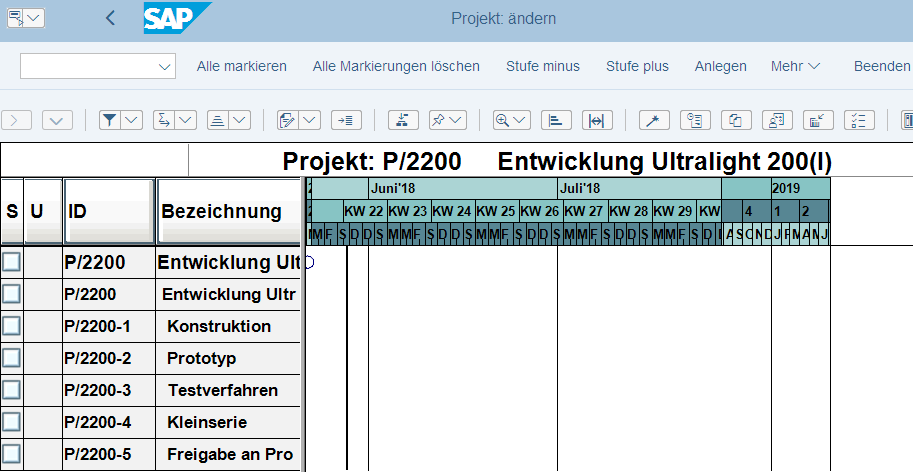 SAP
Projekt: ändern
Alle markieren Alle Markierungen löschen Stufe minus Stufe plus Anlegen Mehr Beenden
Projekt: P/2200 Entwicklung Ultralight 200(I)
S U ID Bezeichnung
Juni'18 Juli'18 2019
KW 22 KW 23 KW 24 KW 25 KW 26 KW 27 KW 28 KW 29 KW 4 1 2
P/2200 Entwicklung Ult
P/2200 Entwicklung Ultr
P/2200-1 Konstruktion
P/2200-2 Prototyp
P/2200-3 Testverfahren
P/2200-4 Kleinserie
P/2200-5 Freigabe an Pro